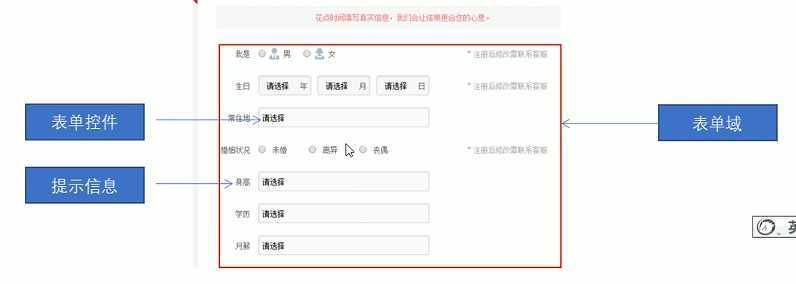 花点时间填写真实信息，我们会让结果更合您的心意。
我是 男 女 * 注册后修改需联系客服
生日 请选择 年 请选择 月 请选择 日 * 注册后修改需联系客服
表单控件
常住地 请选择
表单域
婚姻状况 未婚 离异 丧偶 * 注册后修改需联系客服
提示信息
身高 请选择
学历 请选择
英
月薪 请选择